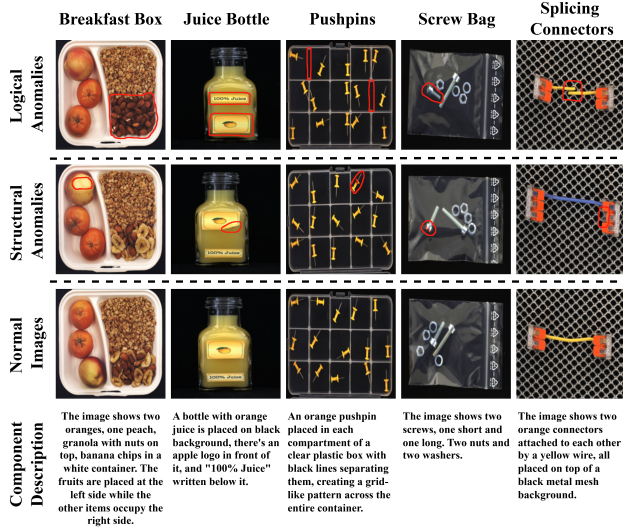 Breakfast Box
Juice Bottle
Pushpins
Screw Bag
Splicing
Connectors
Logical
Anomalies
100% Juice
Structural
Anomalies
100% Juice
Normal
Images
100% Juice
Component
Description
The image shows two
oranges, one peach,
granola with nuts on
top, banana chips in
a white container. The
fruits are placed at the
left side while the
other items occupy the
right side.
A bottle with orange
juice is placed on black
background, there's an
apple logo in front of
it, and "100% Juice"
written below it.
An orange pushpin
placed in each
compartment of a
clear plastic box with
black lines separating
them, creating a grid-
like pattern across the
entire container.
The image shows two
screws, one short and
one long. Two nuts and
two washers.
The image shows two
orange connectors
attached to each other
by a yellow wire, all
placed on top of a
black metal mesh
background.